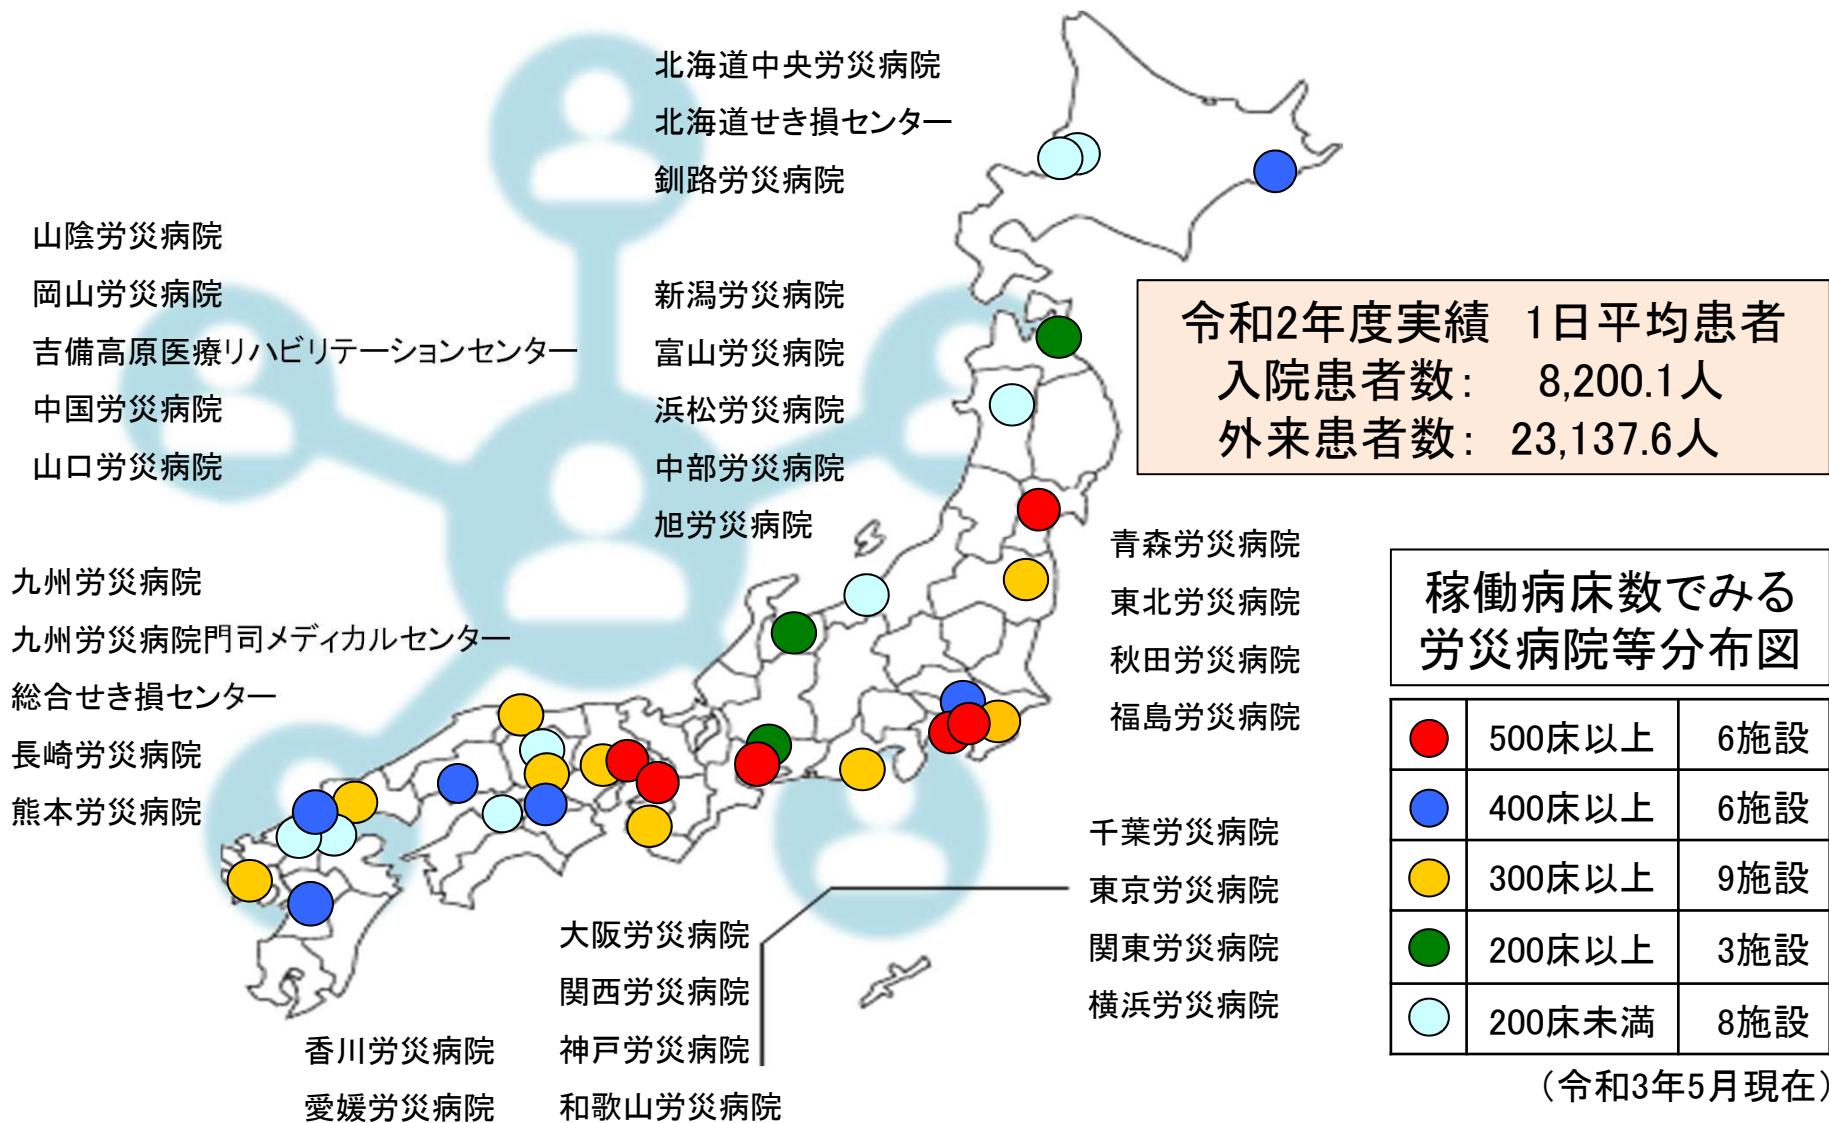 北海道中央労災病院
北海道せき損センター
釧路労災病院
山陰労災病院
岡山労災病院
吉備高原医療リハビリテーションセンター
中国労災病院
山口労災病院
新潟労災病院
富山労災病院
浜松労災病院
中部労災病院
旭労災病院
令和2年度実績 1日平均患者
入院患者数: 8,200.1人
外来患者数: 23,137.6人
青森労災病院
東北労災病院
秋田労災病院
福島労災病院
九州労災病院
九州労災病院門司メディカルセンター
総合せき損センター
長崎労災病院
熊本労災病院
稼働病床数でみる
労災病院等分布図
500床以上 6施設
400床以上 6施設
300床以上 9施設
200床以上 3施設
200床未満 8施設
(令和3年5月現在)
千葉労災病院
東京労災病院
関東労災病院
横浜労災病院
大阪労災病院
関西労災病院
神戸労災病院
和歌山労災病院
香川労災病院
愛媛労災病院